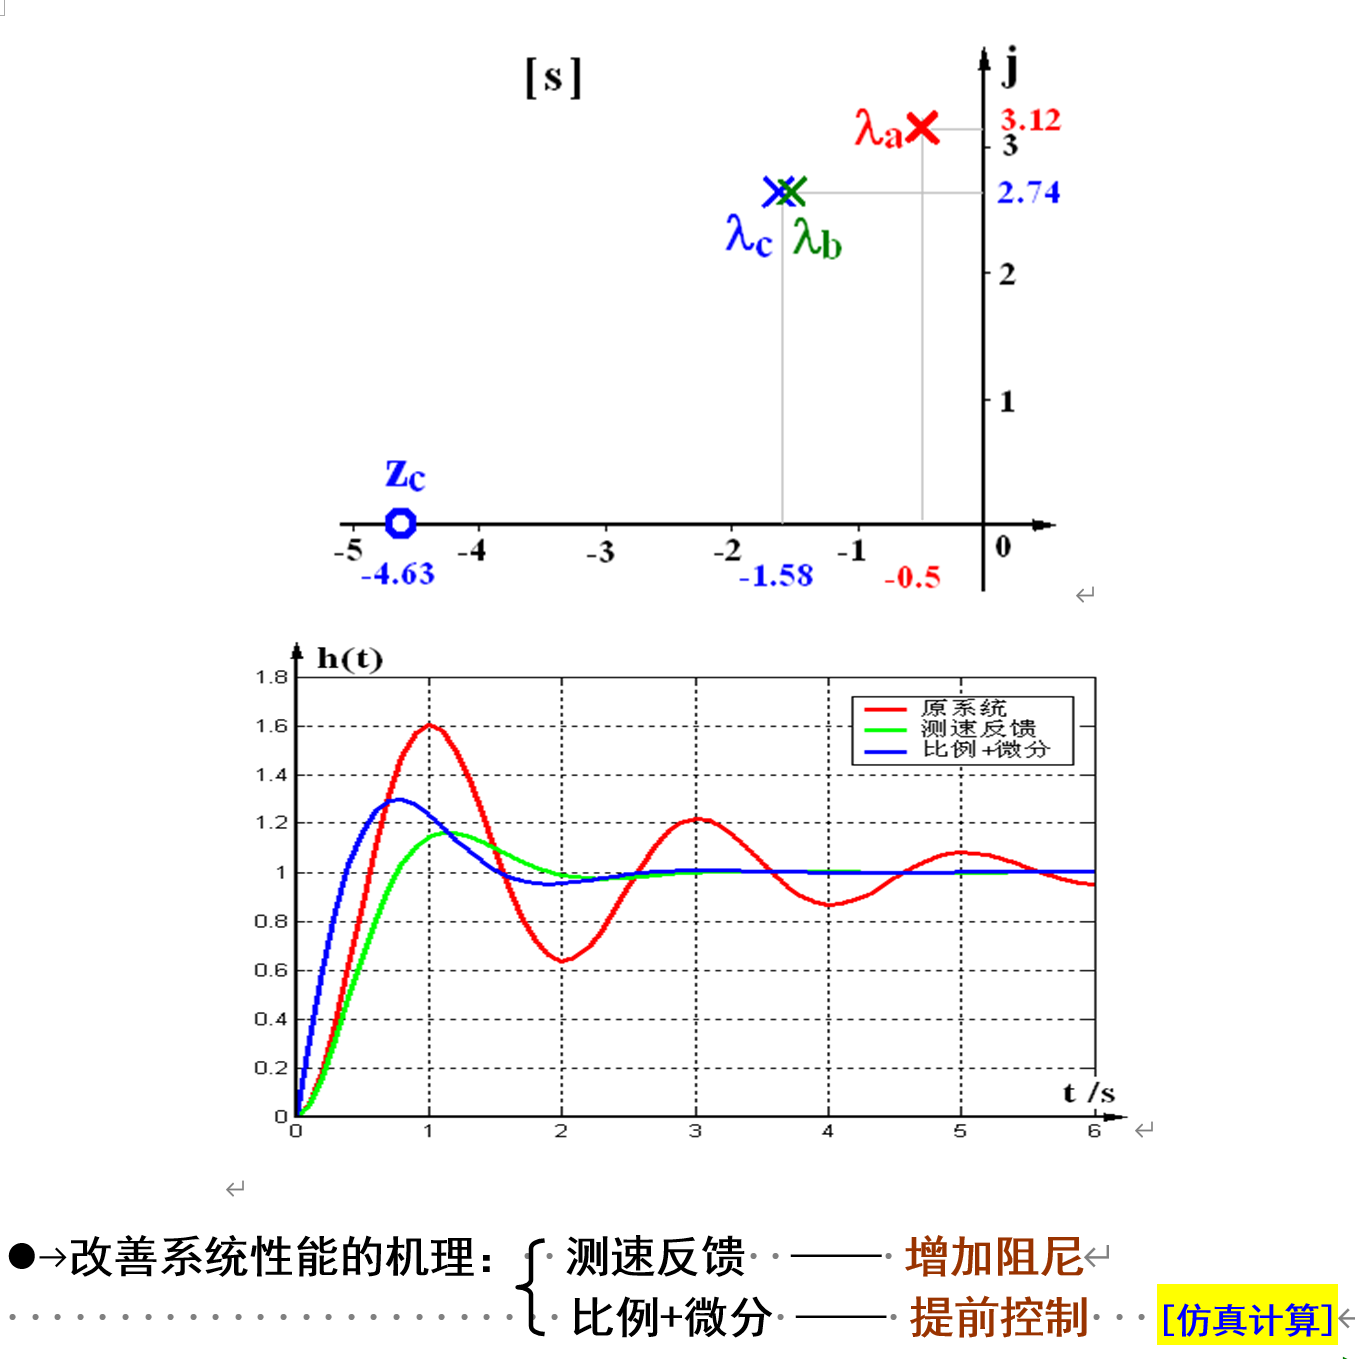 [s]
j
λa
3.12
3
2.74
λc
λb
2
1
zc
-5
-4
-3
-2
-1
0
-4.63
-1.58
-0.5
h(t)
1.8
1.6
1.4
1.2
1
0.8
0.6
0.4
0.2
0
原系统
测速反馈
比例+微分
t /s
0
1
2
3
4
5
6
●→改善系统性能的机理：{ 测速反馈 —— 增加阻尼
比例+微分 —— 提前控制 [仿真计算]